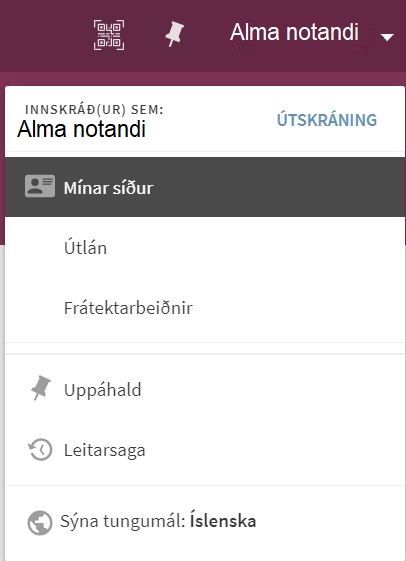 Alma notandi
INNSKRÁÐ(UR) SEM:
Alma notandi
ÚTSKRÁNING
Mínar síður
Útlán
Frátektarbeiðnir
Uppáhald
Leitarsaga
Sýna tungumál: Íslenska